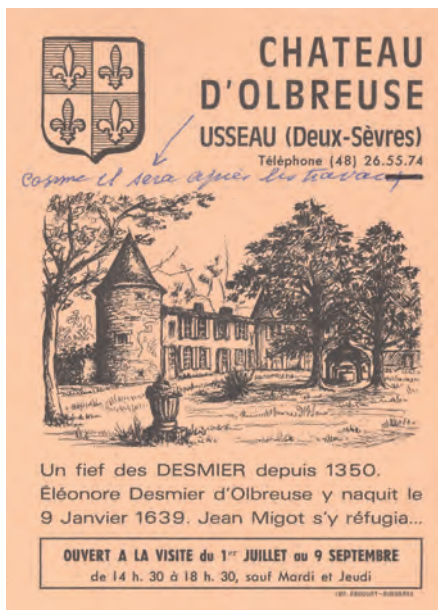 CHATEAU
D'OLBREUSE
USSEAU (Deux-Sèvres)
Téléphone (48) 26.55.74
comme il sera après les travaux
Un fief des DESMIER depuis 1350.
Éléonore Desmier d'Olbreuse y naquit le
9 Janvier 1639. Jean Migot s'y réfugia...
OUVERT A LA VISITE du 1er JUILLET au 9 SEPTEMBRE
de 14 h. 30 à 18 h. 30, sauf Mardi et Jeudi